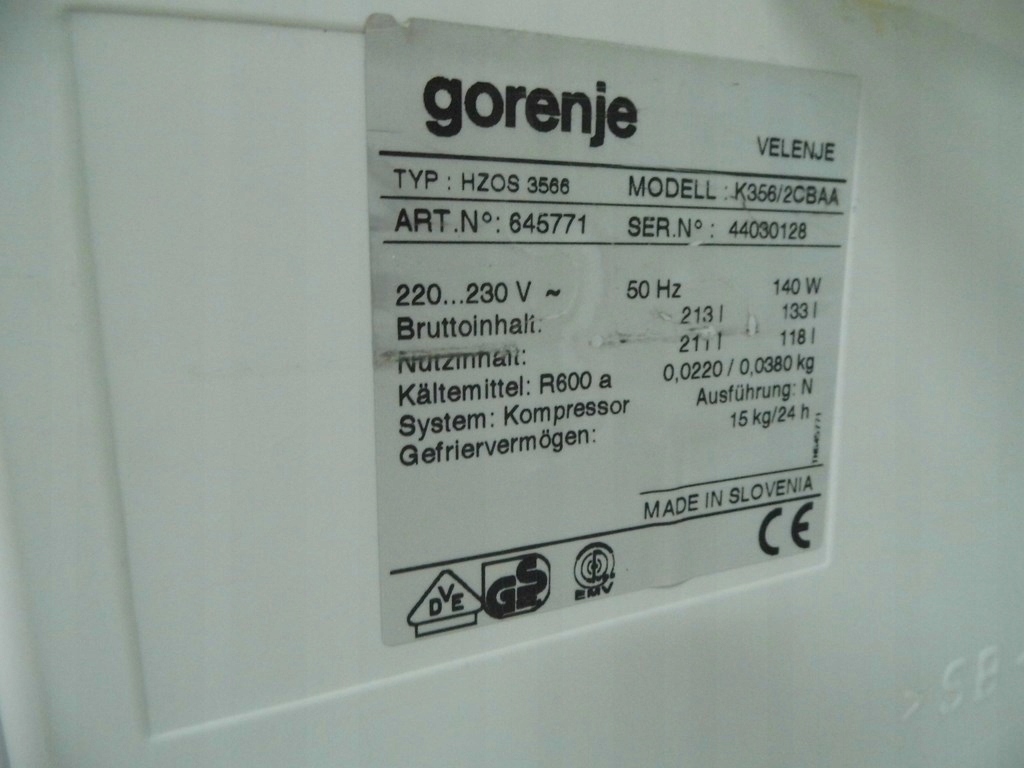 gorenje
VELENJE
TYP : HZOS 3566 MODELL : K356/2CBAA
ART.Nº: 645771 SER.Nº : 44030128
220...230 V ~ 50 Hz 140 W
Bruttoinhalt: 213 l 133 l
Nutzinhalt: 211 l 118 l
Kältemittel: R600 a 0,0220 / 0,0380 kg
System: Kompressor Ausführung: N
Gefriervermögen: 15 kg/24 h
MADE IN SLOVENIA
DVE GS EMV CE